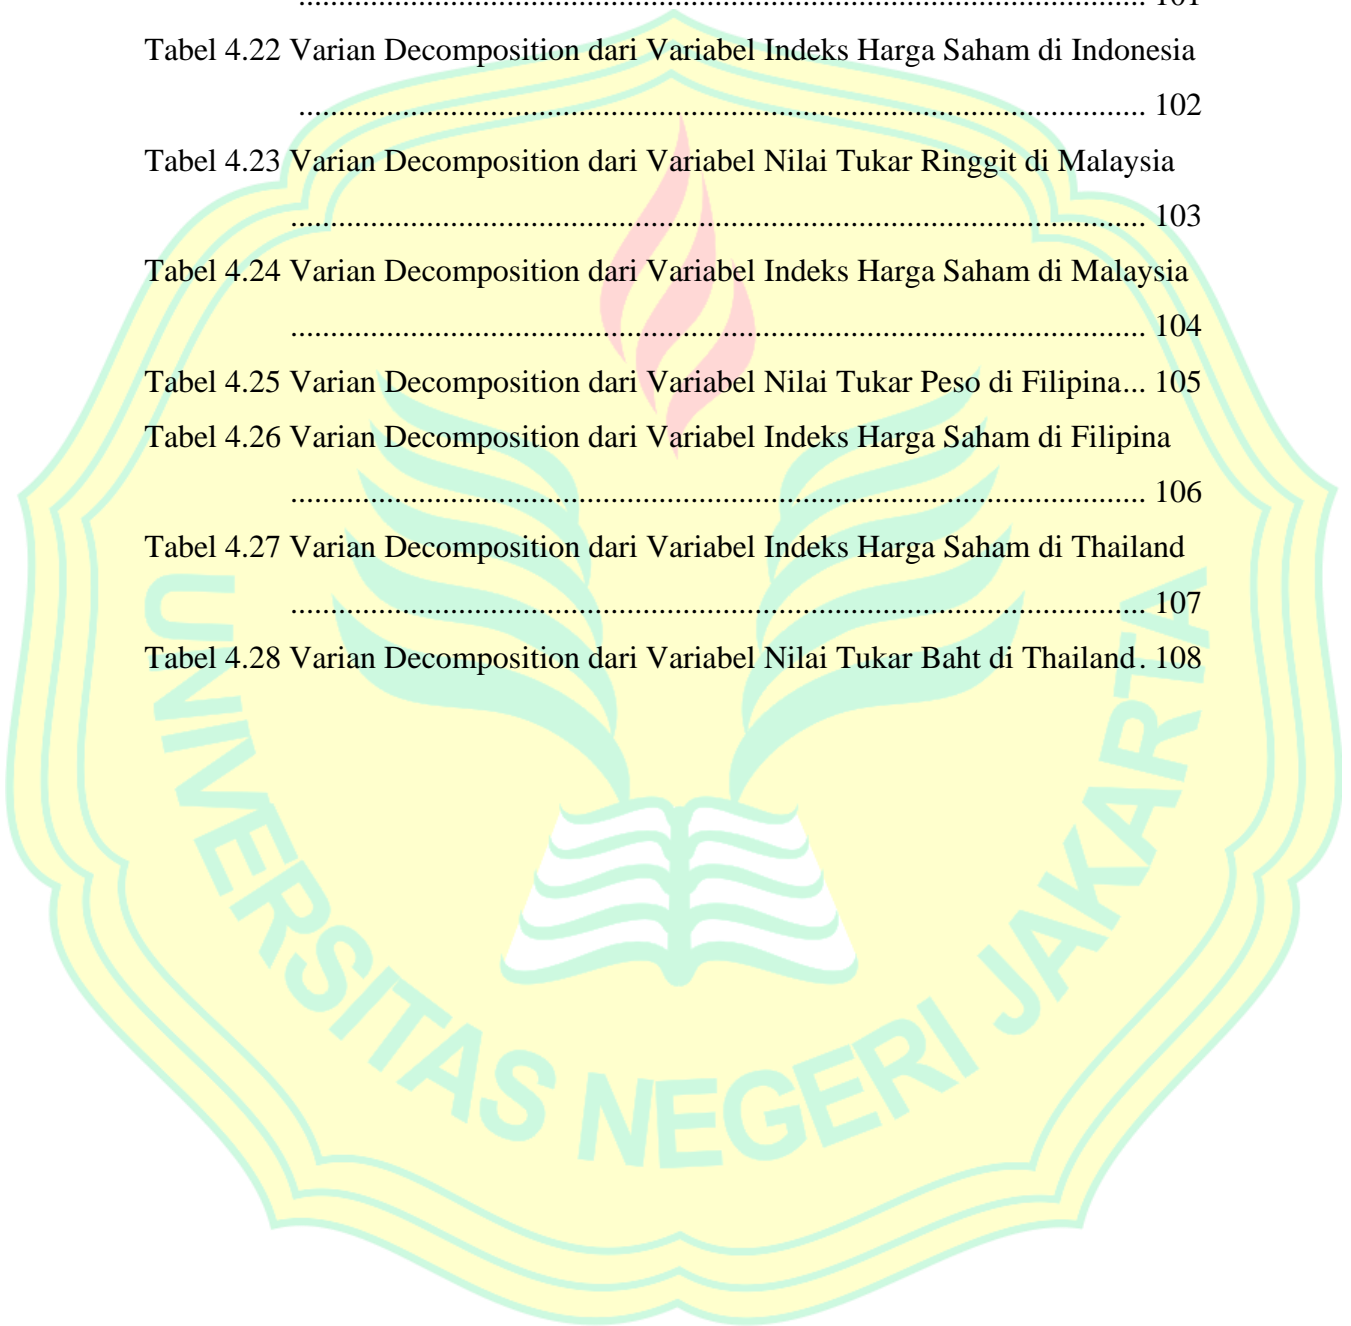 ........................................................................................................... 101
Tabel 4.22 Varian Decomposition dari Variabel Indeks Harga Saham di Indonesia
........................................................................................................... 102
Tabel 4.23 Varian Decomposition dari Variabel Nilai Tukar Ringgit di Malaysia
............................................................................................................ 103
Tabel 4.24 Varian Decomposition dari Variabel Indeks Harga Saham di Malaysia
............................................................................................................ 104
Tabel 4.25 Varian Decomposition dari Variabel Nilai Tukar Peso di Filipina... 105
Tabel 4.26 Varian Decomposition dari Variabel Indeks Harga Saham di Filipina
............................................................................................................ 106
Tabel 4.27 Varian Decomposition dari Variabel Indeks Harga Saham di Thailand
............................................................................................................ 107
Tabel 4.28 Varian Decomposition dari Variabel Nilai Tukar Baht di Thailand. 108
UNIVERSITAS NEGERI JAKARTA